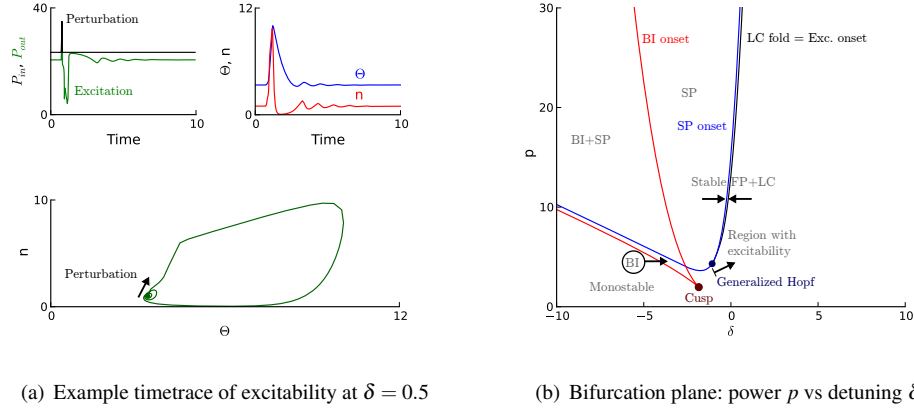 40
20
0
P_in, P_out
Perturbation
Excitation
0
10
Time
10
5
0
Θ, n
Θ
n
0
10
Time
10
0
n
Perturbation
0
12
Θ
(a) Example timetrace of excitability at δ = 0.5
30
20
10
0
p
BI onset
LC fold = Exc. onset
SP
SP onset
BI+SP
Stable FP+LC
Region with
excitability
BI
Generalized Hopf
Monostable
Cusp
−10
−5
0
5
10
δ
(b) Bifurcation plane: power p vs detuning δ